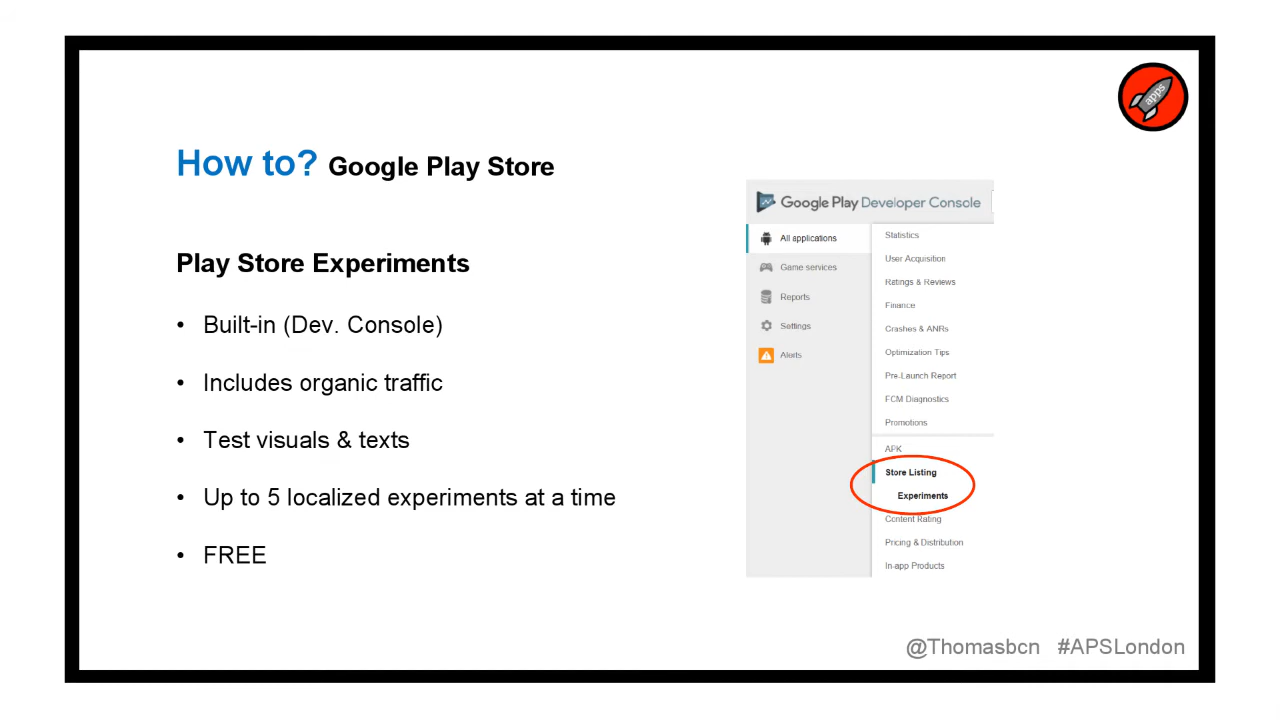 apps
How to? Google Play Store
Play Store Experiments
• Built-in (Dev. Console)
• Includes organic traffic
• Test visuals & texts
• Up to 5 localized experiments at a time
• FREE
Google Play Developer Console
All applications
Game services
Reports
Settings
Alerts
Statistics
User Acquisition
Ratings & Reviews
Finance
Crashes & ANRs
Optimization Tips
Pre-Launch Report
FCM Diagnostics
Promotions
APK
Store Listing
Experiments
Content Rating
Pricing & Distribution
In-app Products
@Thomasbcn #APSLondon